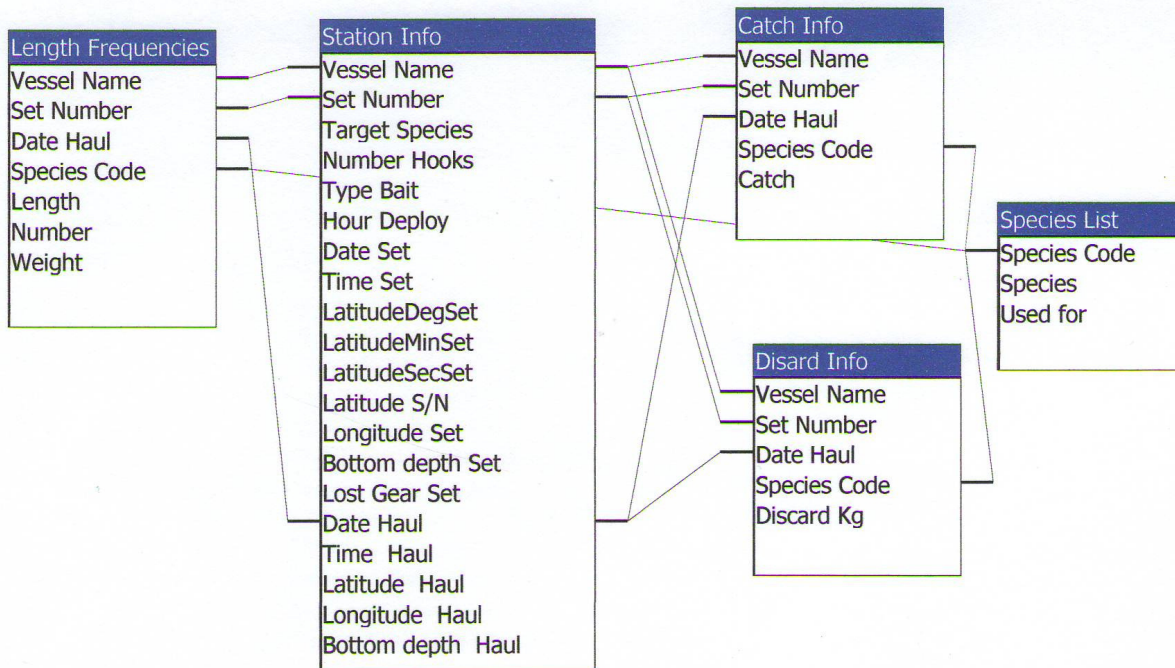 Length Frequencies
Vessel Name
Set Number
Date Haul
Species Code
Length
Number
Weight
Station Info
Vessel Name
Set Number
Target Species
Number Hooks
Type Bait
Hour Deploy
Date Set
Time Set
LatitudeDegSet
LatitudeMinSet
LatitudeSecSet
Latitude S/N
Longitude Set
Bottom depth Set
Lost Gear Set
Date Haul
Time Haul
Latitude Haul
Longitude Haul
Bottom depth Haul
Catch Info
Vessel Name
Set Number
Date Haul
Species Code
Catch
Disard Info
Vessel Name
Set Number
Date Haul
Species Code
Discard Kg
Species List
Species Code
Species
Used for